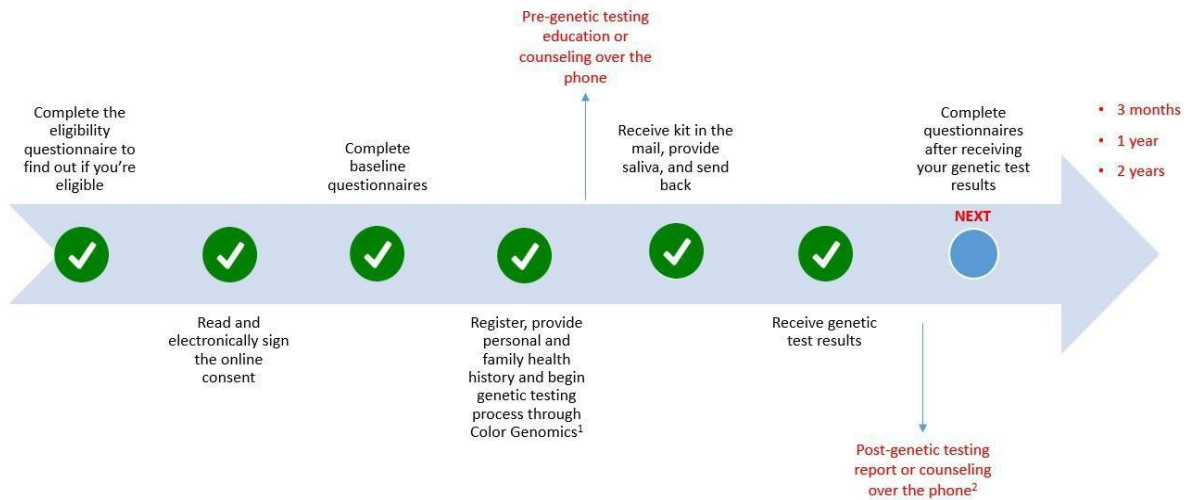 Pre-genetic testing
education or
counseling over the
phone
Complete the
eligibility
questionnaire to
find out if you're
eligible
Complete
baseline
questionnaires
Receive kit in the
mail, provide
saliva, and send
back
Complete
questionnaires
after receiving
your genetic test
results
• 3 months
• 1 year
• 2 years
NEXT
Read and
electronically sign
the online
consent
Register, provide
personal and
family health
history and begin
genetic testing
process through
Color Genomics¹
Receive genetic
test results
Post-genetic testing
report or counseling
over the phone²